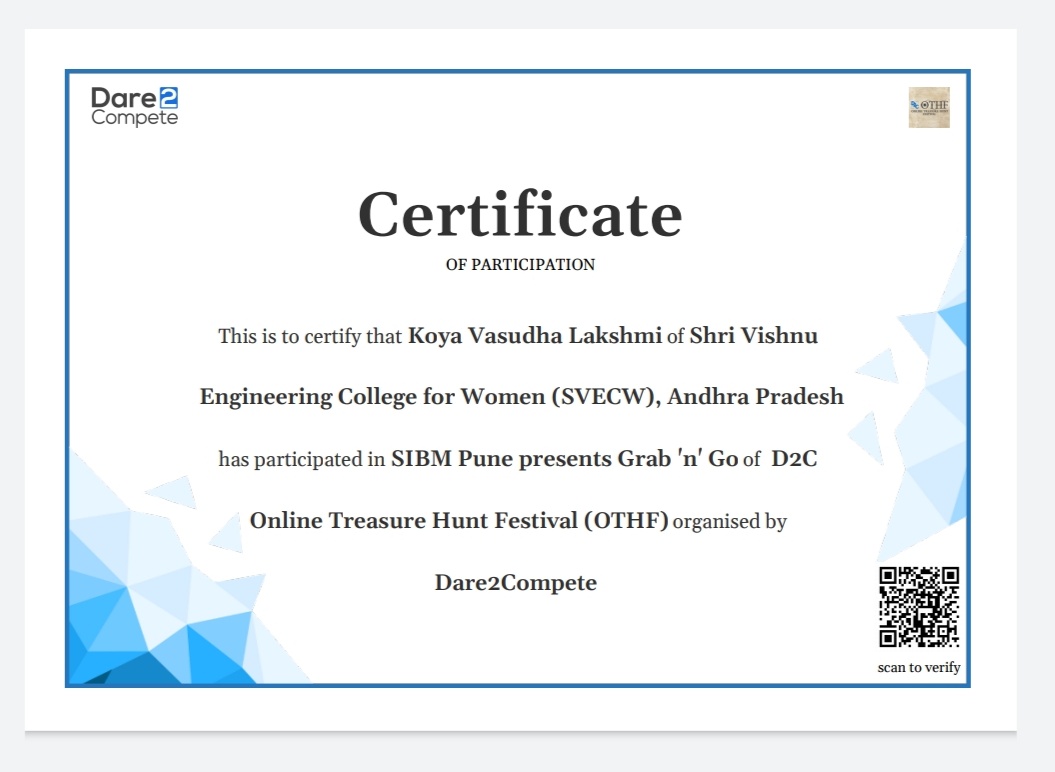 Dare2
Compete
OTHF
Certificate
OF PARTICIPATION
This is to certify that Koya Vasudha Lakshmi of Shri Vishnu
Engineering College for Women (SVECW), Andhra Pradesh
has participated in SIBM Pune presents Grab 'n' Go of D2C
Online Treasure Hunt Festival (OTHF) organised by
Dare2Compete
scan to verify